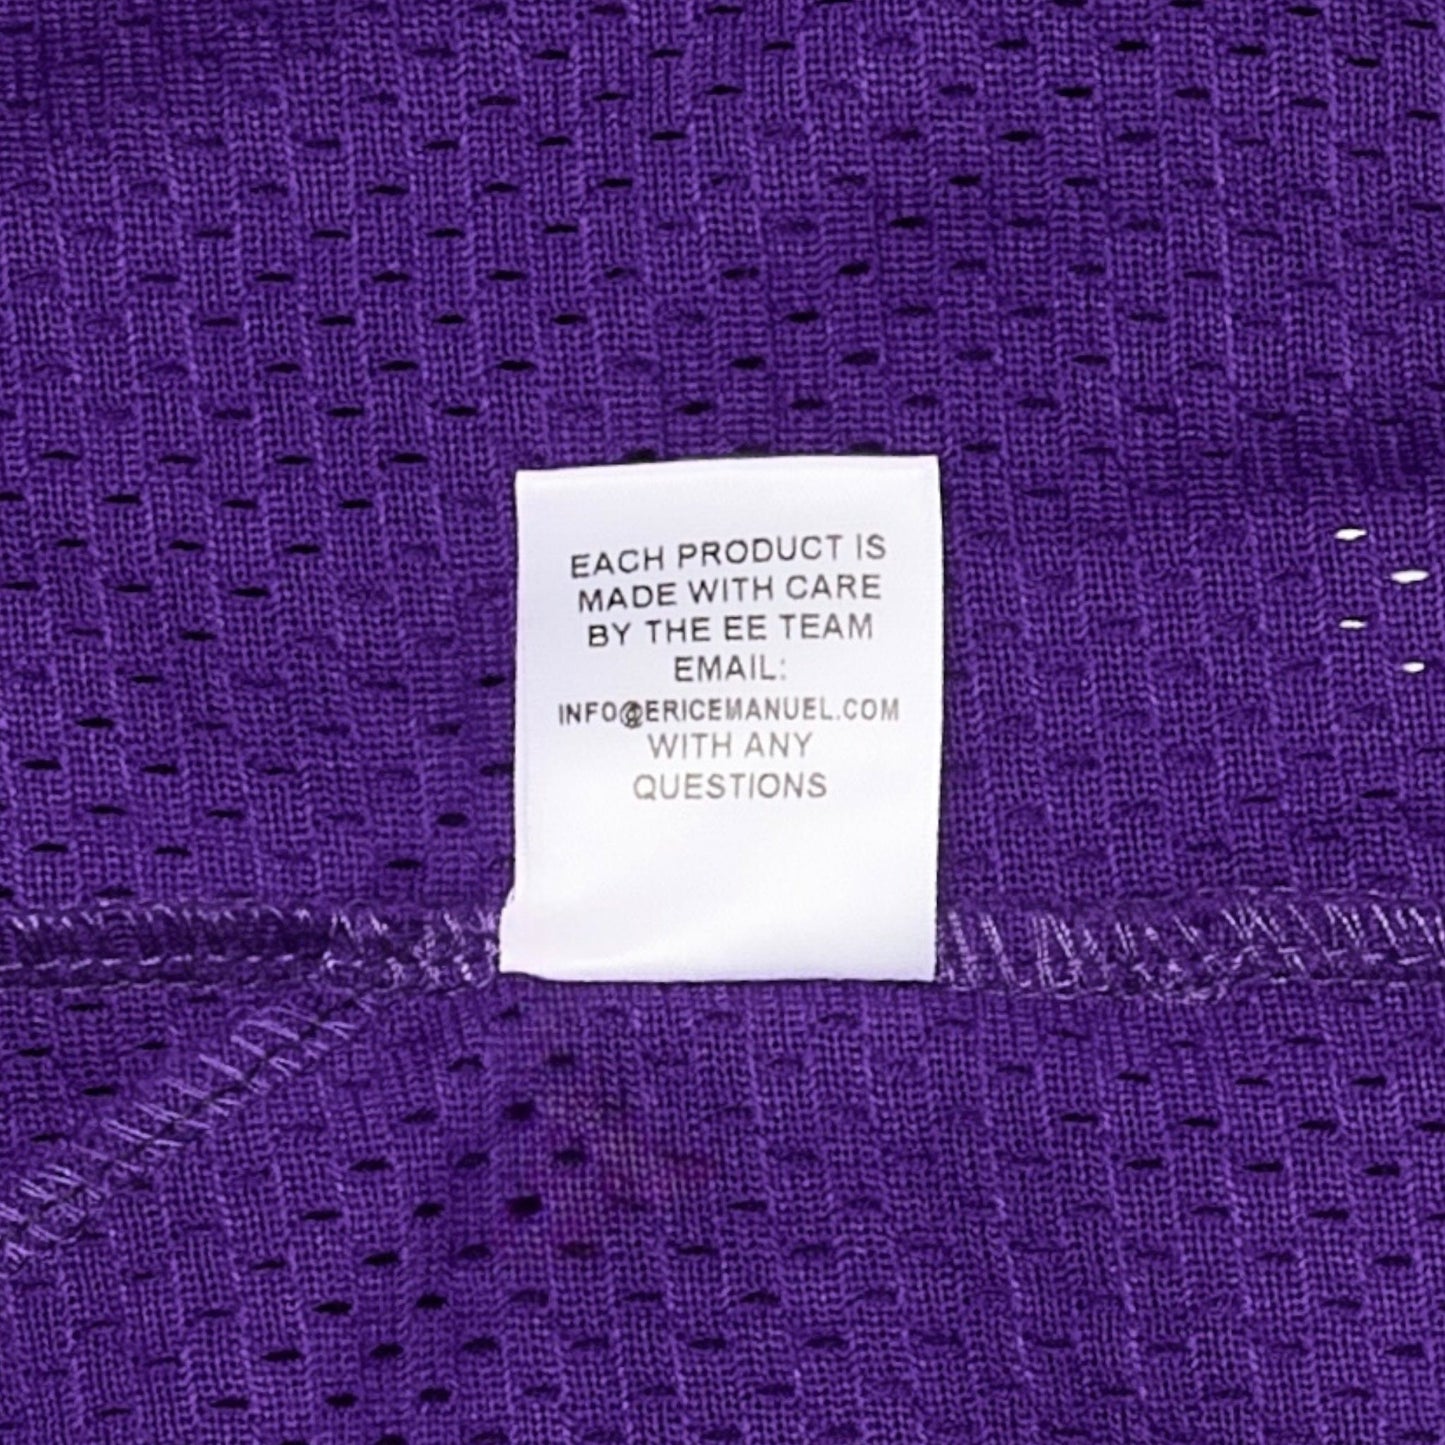 EACH PRODUCT IS
MADE WITH CARE
BY THE EE TEAM
EMAIL:
INFO@ERICEMANUEL.COM
WITH ANY
QUESTIONS